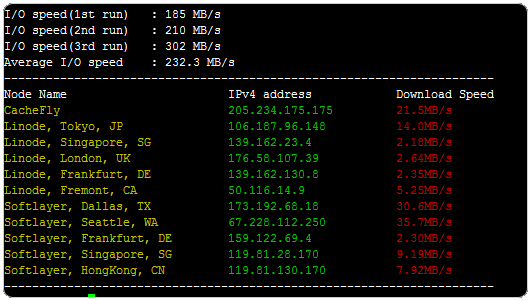 I/O speed(1st run)   : 185 MB/s
I/O speed(2nd run)   : 210 MB/s
I/O speed(3rd run)   : 302 MB/s
Average I/O speed    : 232.3 MB/s
----------------------------------------------------------------------
Node Name                       IPv4 address            Download Speed
CacheFly                        205.234.175.175         21.5MB/s
Linode, Tokyo, JP               106.187.96.148          14.0MB/s
Linode, Singapore, SG           139.162.23.4            2.18MB/s
Linode, London, UK              176.58.107.39           2.64MB/s
Linode, Frankfurt, DE           139.162.130.8           2.35MB/s
Linode, Fremont, CA             50.116.14.9             5.25MB/s
Softlayer, Dallas, TX           173.192.68.18           30.6MB/s
Softlayer, Seattle, WA          67.228.112.250          35.7MB/s
Softlayer, Frankfurt, DE        159.122.69.4            2.30MB/s
Softlayer, Singapore, SG        119.81.28.170           9.19MB/s
Softlayer, HongKong, CN         119.81.130.170          7.92MB/s
----------------------------------------------------------------------